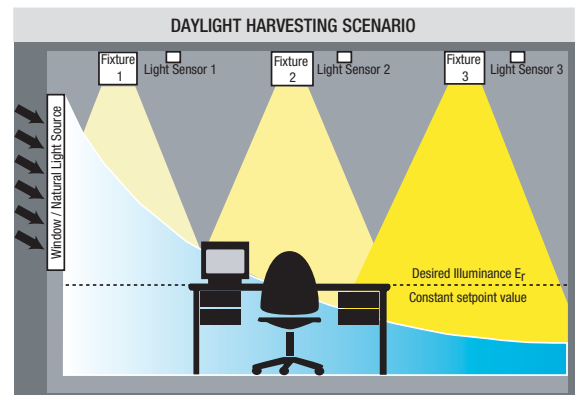 DAYLIGHT HARVESTING SCENARIO
Fixture
1
Light Sensor 1
Fixture
2
Light Sensor 2
Fixture
3
Light Sensor 3
Window / Natural Light Source
Desired Illuminance Er
Constant setpoint value